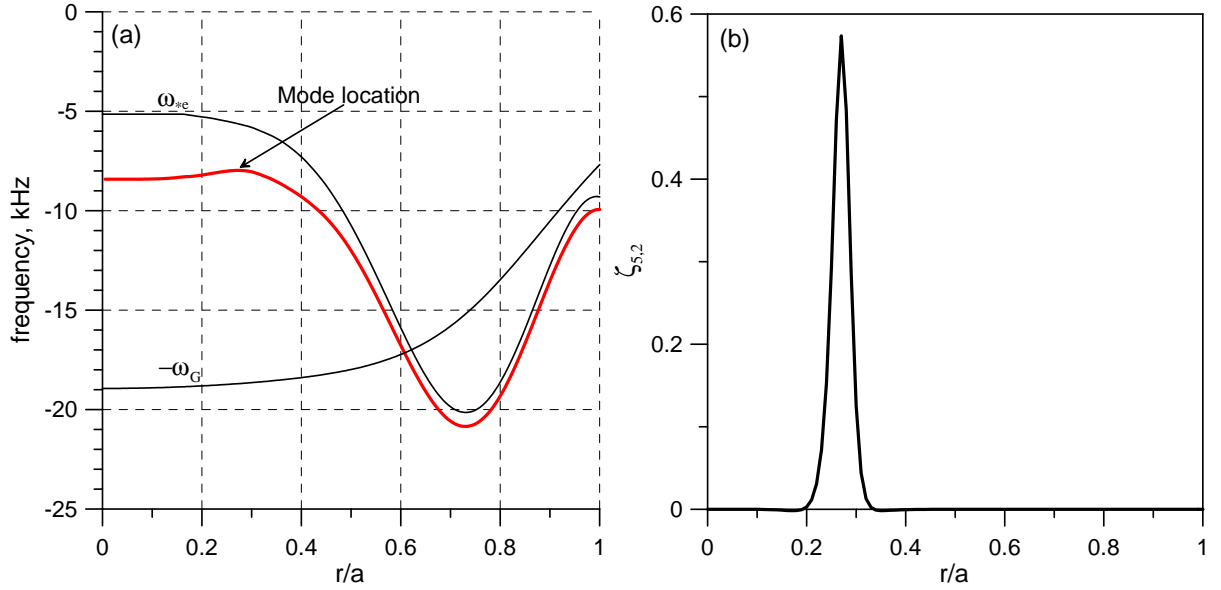 (a)
0
-5
-10
-15
-20
-25
frequency, kHz
ω*e
Mode location
−ωG
0 0.2 0.4 0.6 0.8 1
r/a
(b)
0.6
0.4
0.2
0
ζ5,2
0 0.2 0.4 0.6 0.8 1
r/a